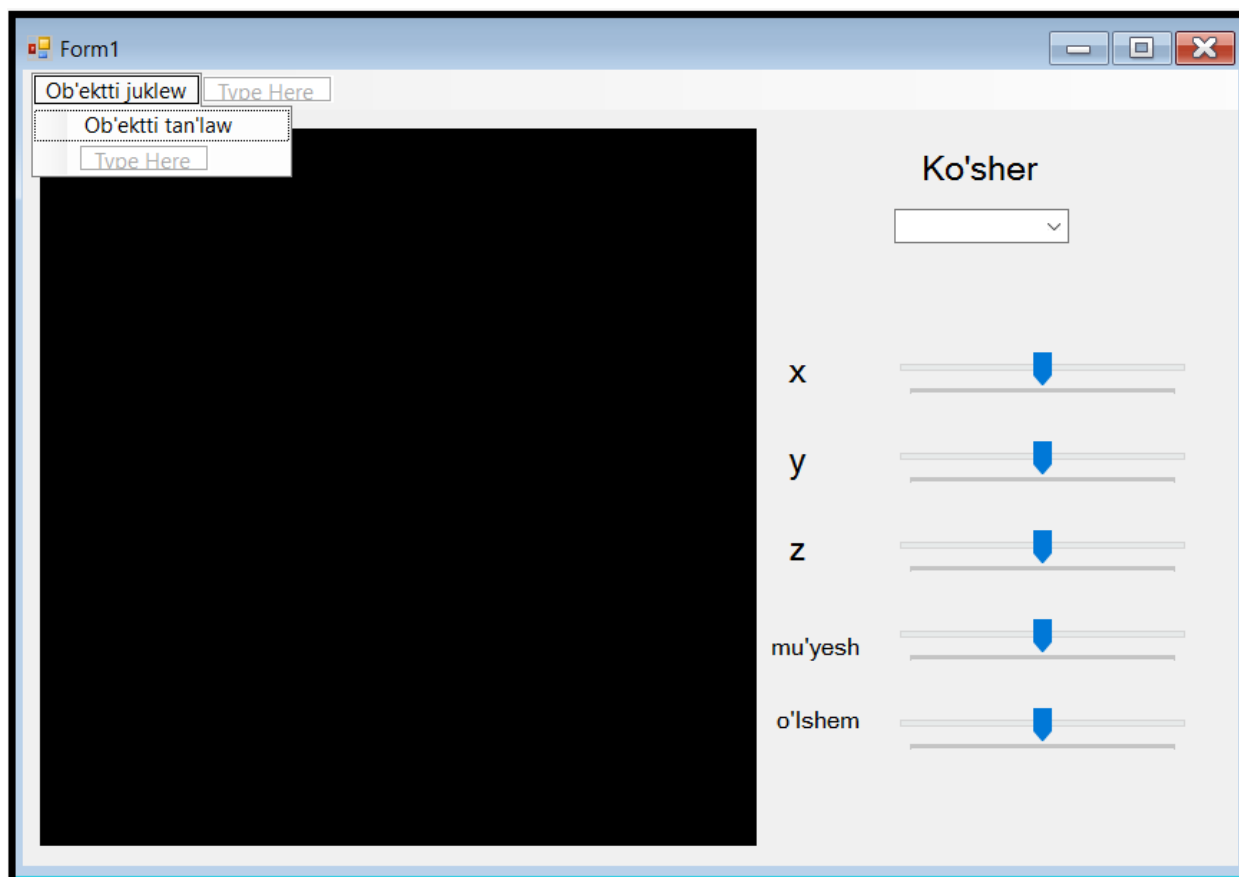 Form1
Ob'ektti juklew Type Here
Ob'ektti tan'law
Type Here
Ko'sher
x
y
z
mu'yesh
o'lshem